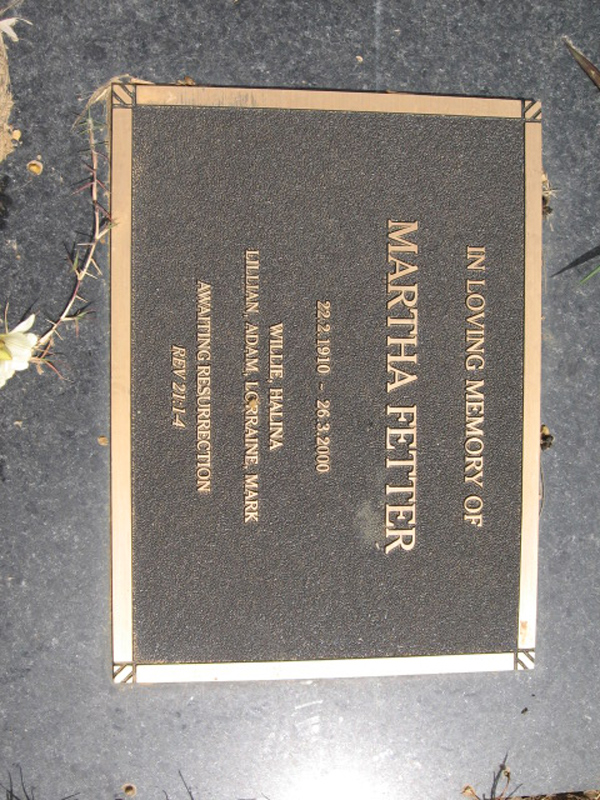 IN LOVING MEMORY OF
MARTHA FETTER
22.2.1910 - 26.3.2000
WILLIE, HALINA
LILLIAN, ADAM, LORRAINE, MARK
AWAITING RESURRECTION
REV 21:1-4